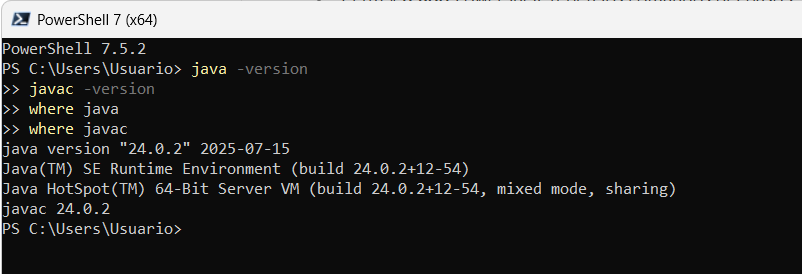 PowerShell 7 (x64)
PowerShell 7.5.2
PS C:\Users\Usuario> java -version
>> javac -version
>> where java
>> where javac
java version "24.0.2" 2025-07-15
Java(TM) SE Runtime Environment (build 24.0.2+12-54)
Java HotSpot(TM) 64-Bit Server VM (build 24.0.2+12-54, mixed mode, sharing)
javac 24.0.2
PS C:\Users\Usuario>